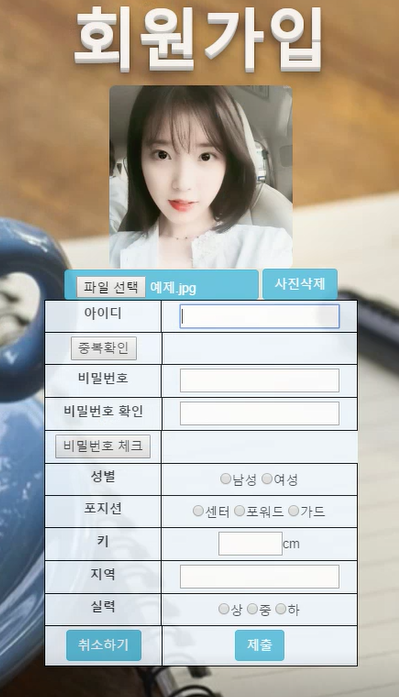 회원가입
파일 선택 예제.jpg 사진삭제
아이디
중복확인
비밀번호
비밀번호 확인
비밀번호 체크
성별 남성 여성
포지션 센터 포워드 가드
키 cm
지역
실력 상 중 하
취소하기 제출